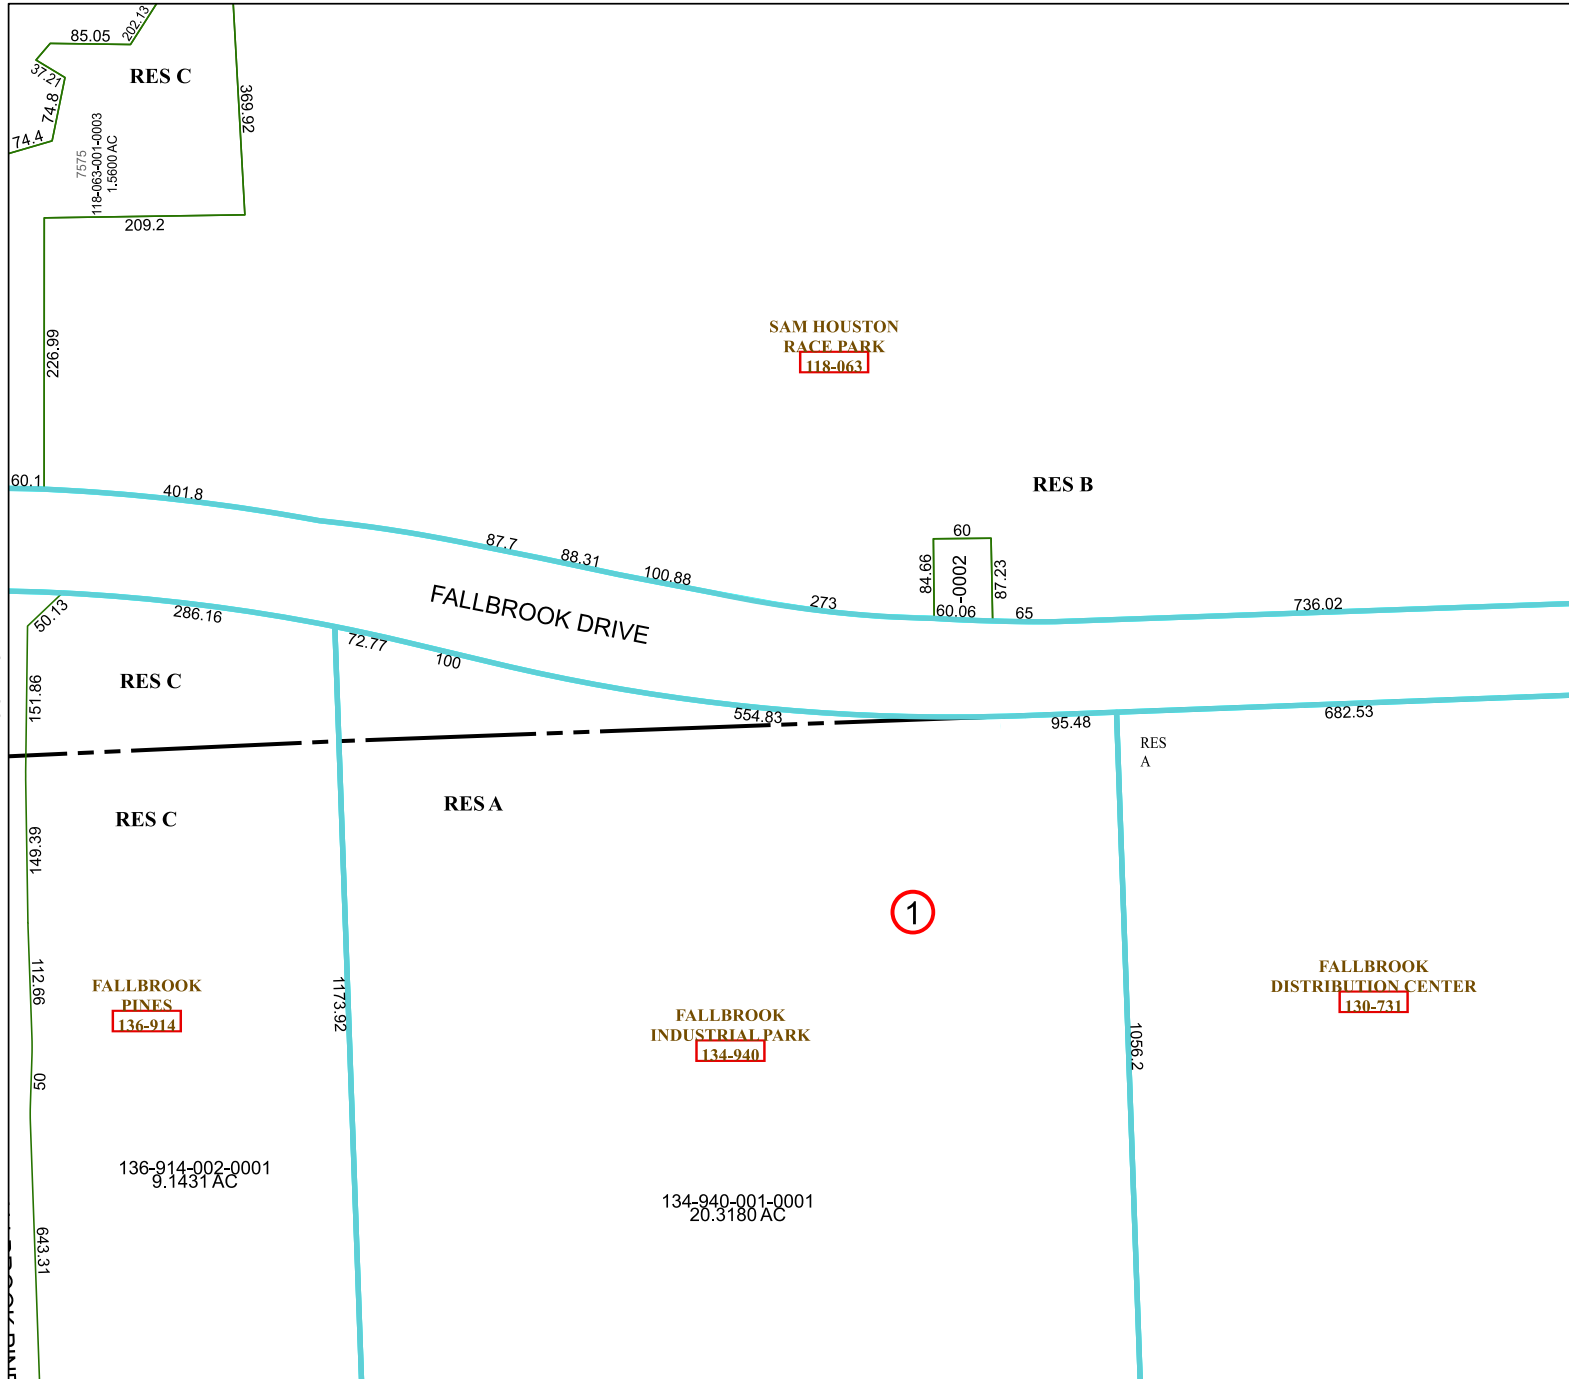 85.05
202.13
37.21
74.8
74.4
RES C
369.92
7575
118-063-001-0003
1.5600 AC
209.2
226.99
SAM HOUSTON
RACE PARK
118-063
60.1
401.8
RES B
87.7
88.31
100.88
273
60
84.66
-0002
87.23
60.06
65
736.02
FALLBROOK DRIVE
50.13
286.16
72.77
100
554.83
95.48
682.53
151.98
RES C
RES
A
RES C
RES A
149.39
1
112.66
FALLBROOK
PINES
136-914
1173.92
FALLBROOK
INDUSTRIAL PARK
134-940
1056.2
FALLBROOK
DISTRIBUTION CENTER
130-731
50
136-914-002-0001
9.1431 AC
134-940-001-0001
20.3180 AC
643.31